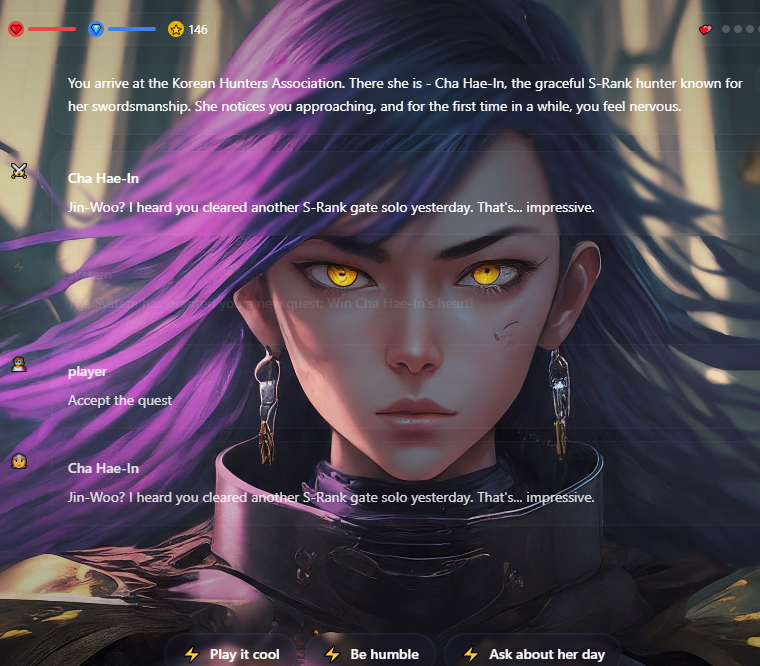 146
You arrive at the Korean Hunters Association. There she is - Cha Hae-In, the graceful S-Rank hunter known for
her swordsmanship. She notices you approaching, and for the first time in a while, you feel nervous.
Cha Hae-In
Jin-Woo? I heard you cleared another S-Rank gate solo yesterday. That's... impressive.
System
The System has granted you a new quest: Win Cha Hae-In's heart!
player
Accept the quest
Cha Hae-In
Jin-Woo? I heard you cleared another S-Rank gate solo yesterday. That's... impressive.
Play it cool
Be humble
Ask about her day